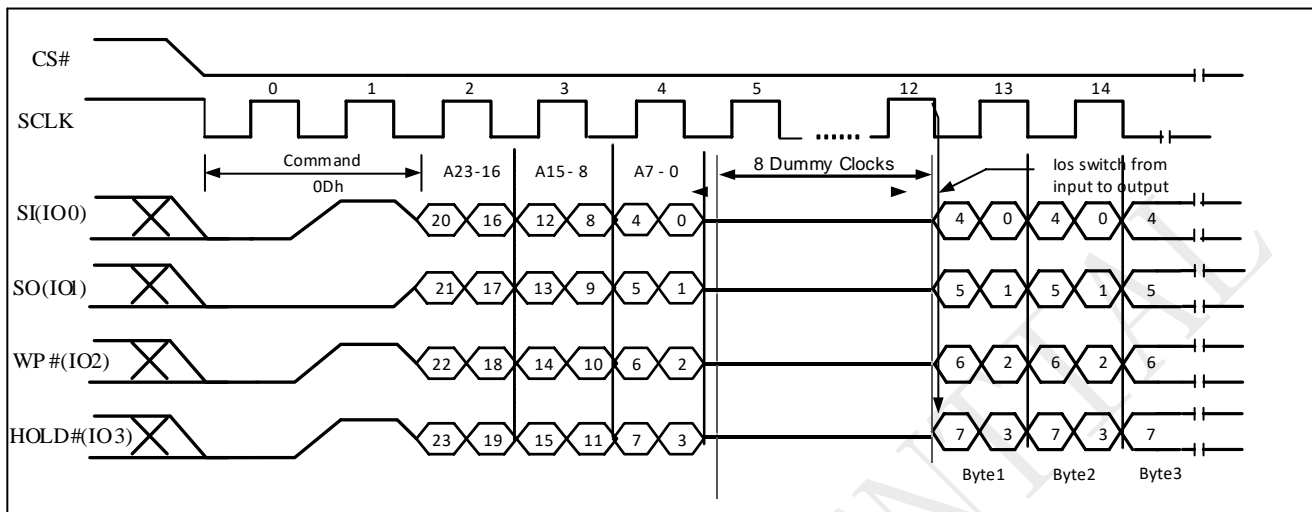 CS#
0 1 2 3 4 5 12 13 14
SCLK
Command A23-16 A15-8 A7-0 8 Dummy Clocks Ios switch from
0Dh input to output
SI(IO0) 20 16 12 8 4 0 4 0 4 0 4
SO(IO1) 21 17 13 9 5 1 5 1 5 1 5
WP#(IO2) 22 18 14 10 6 2 6 2 6 2 6
HOLD#(IO3) 23 19 15 11 7 3 7 3 7 3 7
Byte1 Byte2 Byte3